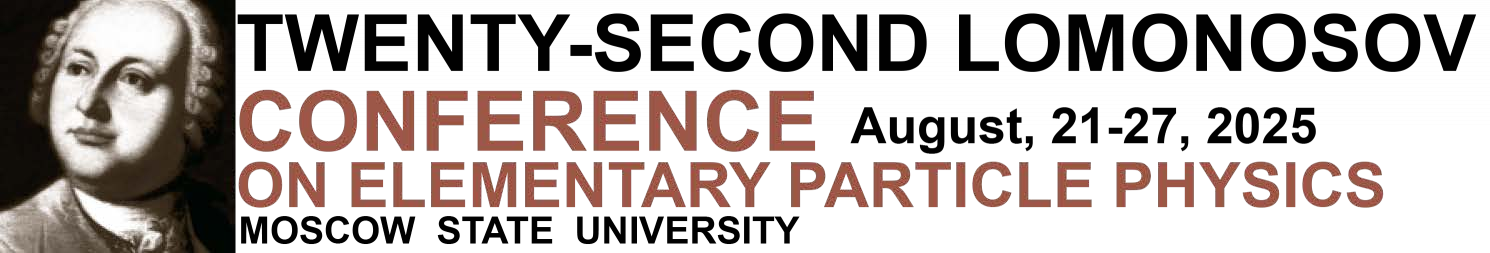 TWENTY-SECOND LOMONOSOV
CONFERENCE August, 21-27, 2025
ON ELEMENTARY PARTICLE PHYSICS
MOSCOW STATE UNIVERSITY